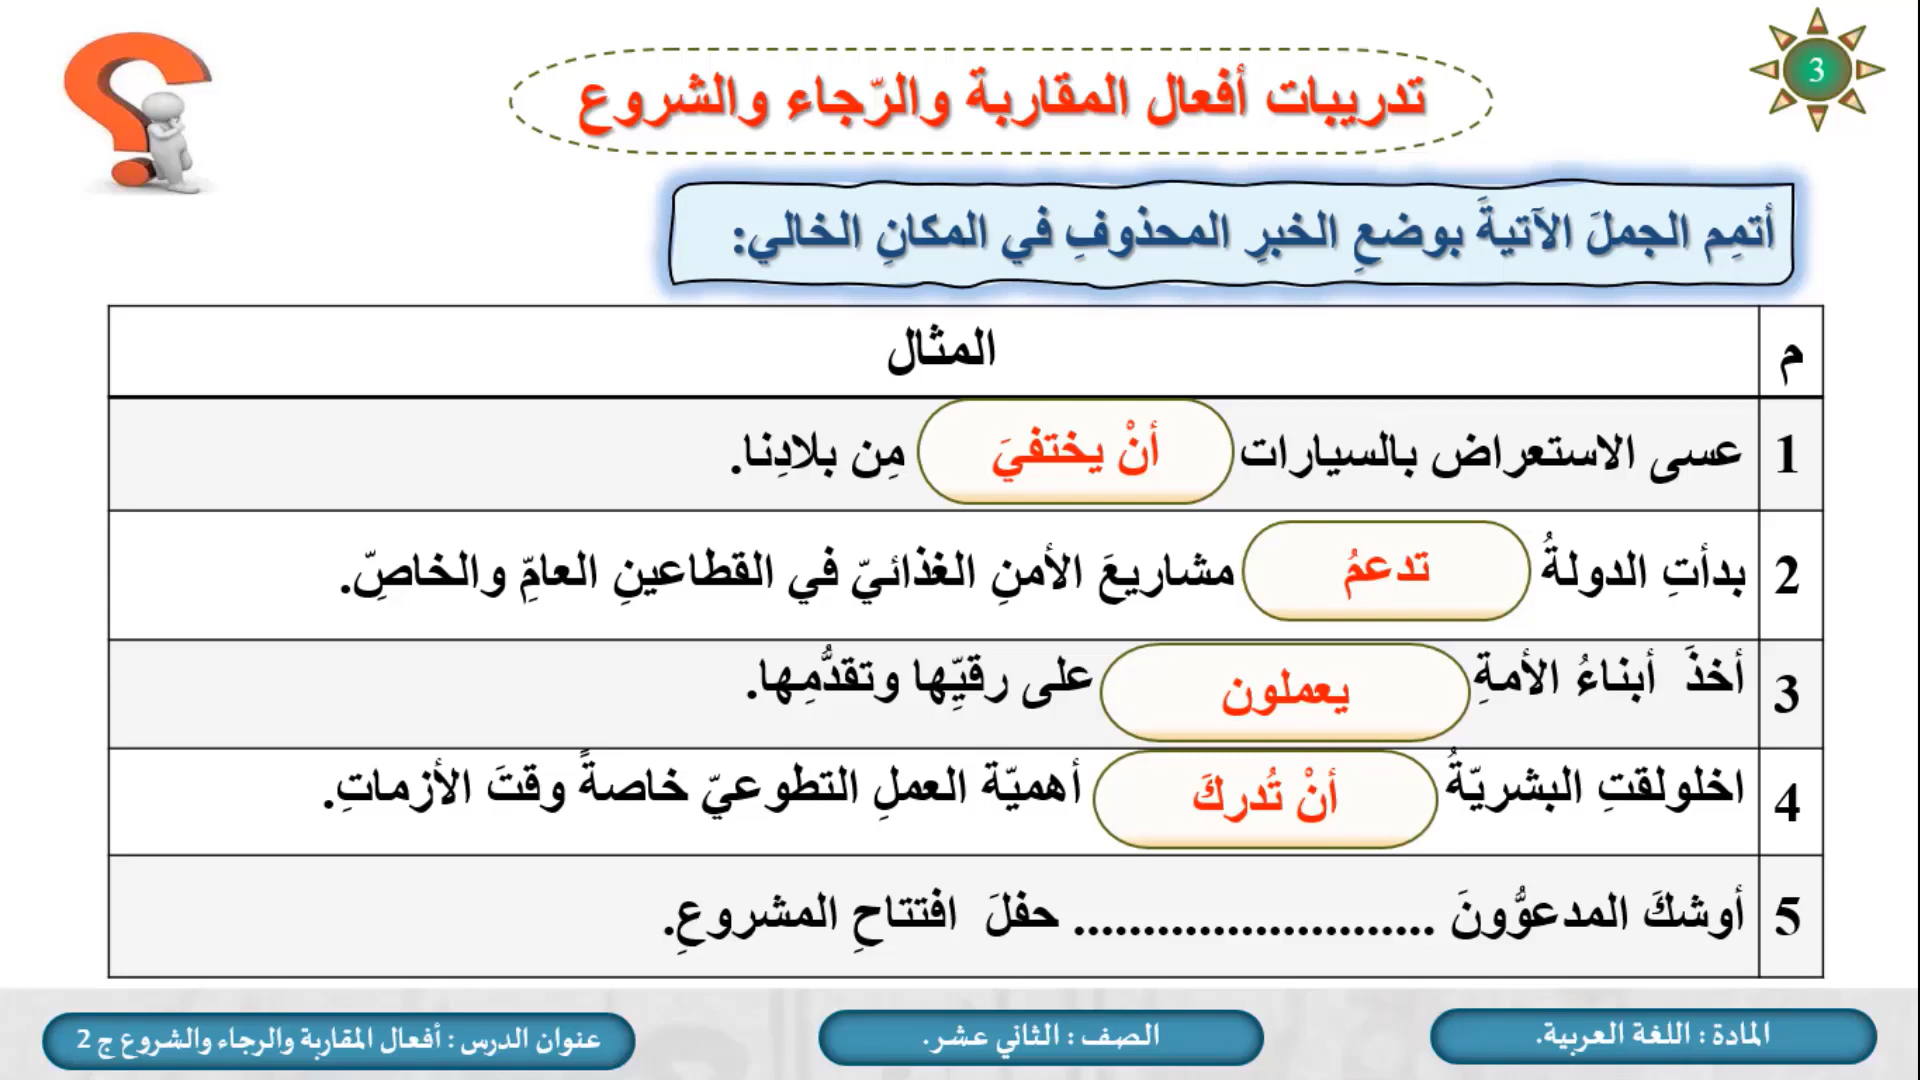 3
تدريبات أفعال المقاربة والرّجاء والشروع
أتمِم الجملَ الآتيةَ بوضعِ الخبرِ المحذوفِ في المكانِ الخالي:
م المثال
1 عسى الاستعراض بالسيارات أنْ يختفيَ مِن بلادِنا.
2 بدأتِ الدولةُ تدعمُ مشاريعَ الأمنِ الغذائيّ في القطاعينِ العامِّ والخاصِّ.
3 أخذَ أبناءُ الأمةِ يعملون على رقيِّها وتقدُّمِها.
4 اخلولقتِ البشريّةُ أنْ تُدركَ أهميّة العملِ التطوعيّ خاصةً وقتَ الأزماتِ.
5 أوشكَ المدعوُّونَ .......................... حفلَ افتتاحِ المشروعِ.
المادة : اللغة العربية.
الصف : الثاني عشر.
عنوان الدرس : أفعال المقاربة والرجاء والشروع ج 2